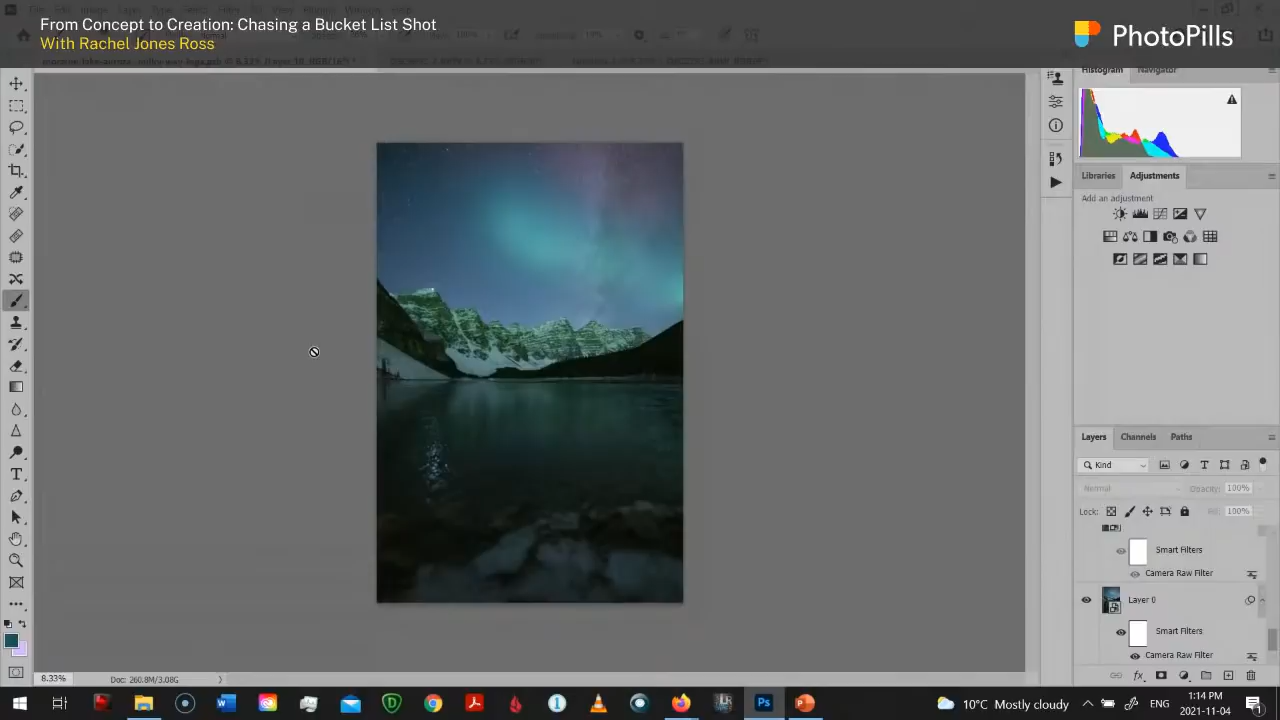 From Concept to Creation: Chasing a Bucket List Shot
With Rachel Jones Ross
PhotoPills
Histogram
Navigator
Libraries
Adjustments
Add an adjustment
Layers
Channels
Paths
Kind
Normal
Opacity: 100%
Lock:
100%
Smart Filters
Camera Raw Filter
Layer 0
Smart Filters
Camera Raw Filter
8.33%
Doc: 260.8M/3.08G
10°C Mostly cloudy
ENG
1:14 PM
2021-11-04